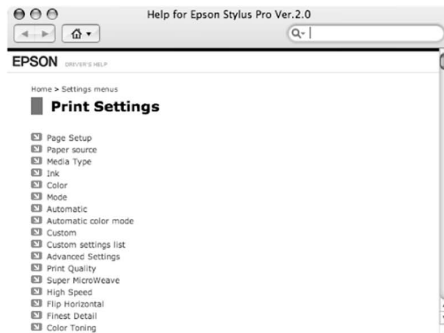 Help for Epson Stylus Pro Ver.2.0
EPSON DRIVER'S HELP
Home > Settings menus
Print Settings
Page Setup
Paper source
Media Type
Ink
Color
Mode
Automatic
Automatic color mode
Custom
Custom settings list
Advanced Settings
Print Quality
Super MicroWeave
High Speed
Flip Horizontal
Finest Detail
Color Toning